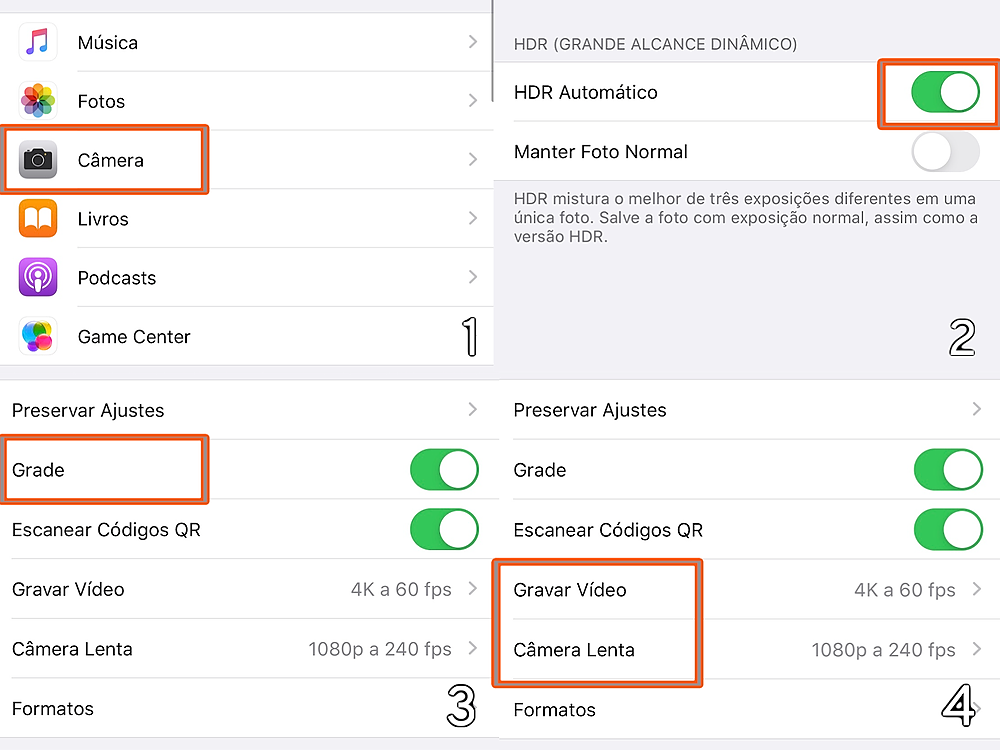 Música
Fotos
Câmera
Livros
Podcasts
Game Center
1
HDR (GRANDE ALCANCE DINÂMICO)
HDR Automático
Manter Foto Normal
HDR mistura o melhor de três exposições diferentes em uma
única foto. Salve a foto com exposição normal, assim como a
versão HDR.
2
Preservar Ajustes
Grade
Escanear Códigos QR
Gravar Vídeo 4K a 60 fps
Câmera Lenta 1080p a 240 fps
Formatos
3
Preservar Ajustes
Grade
Escanear Códigos QR
Gravar Vídeo 4K a 60 fps
Câmera Lenta 1080p a 240 fps
Formatos
4